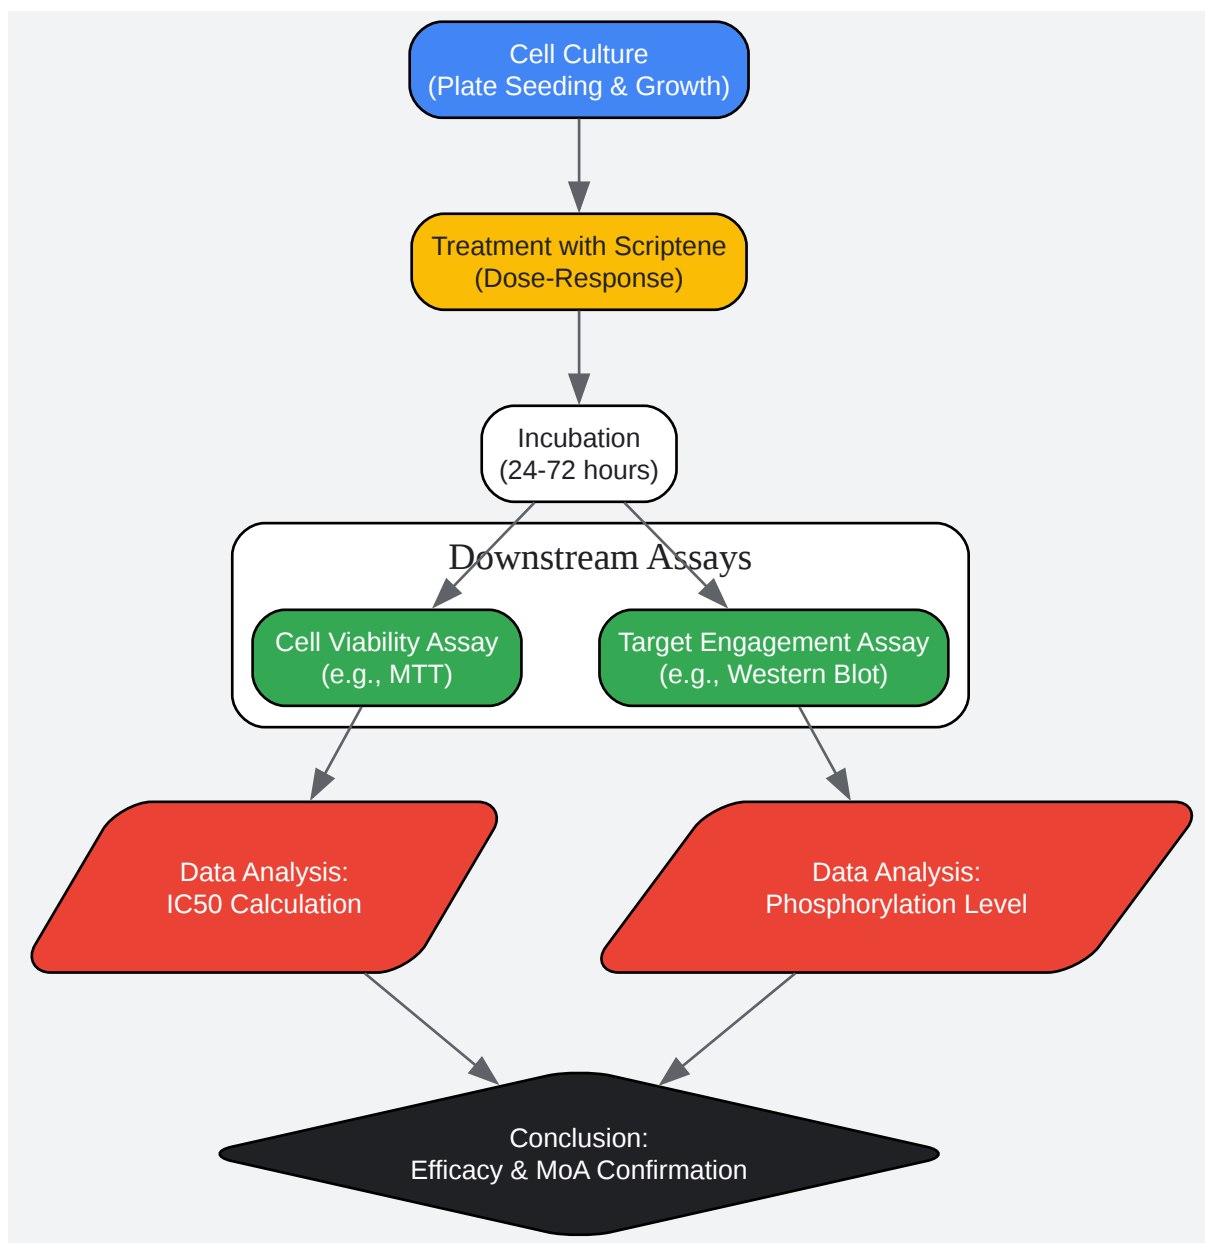 Cell Culture
(Plate Seeding & Growth)
Treatment with Scriptene
(Dose-Response)
Incubation
(24-72 hours)
Downstream Assays
Cell Viability Assay
(e.g., MTT)
Target Engagement Assay
(e.g., Western Blot)
Data Analysis:
IC50 Calculation
Data Analysis:
Phosphorylation Level
Conclusion:
Efficacy & MoA Confirmation